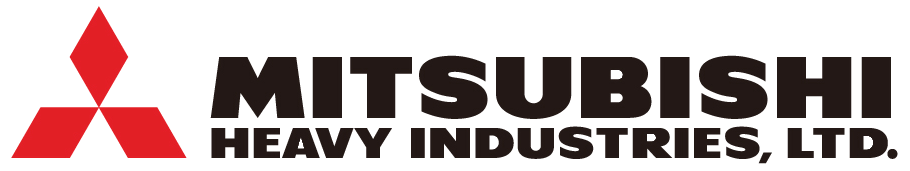 MITSUBISHI
HEAVY INDUSTRIES, LTD.